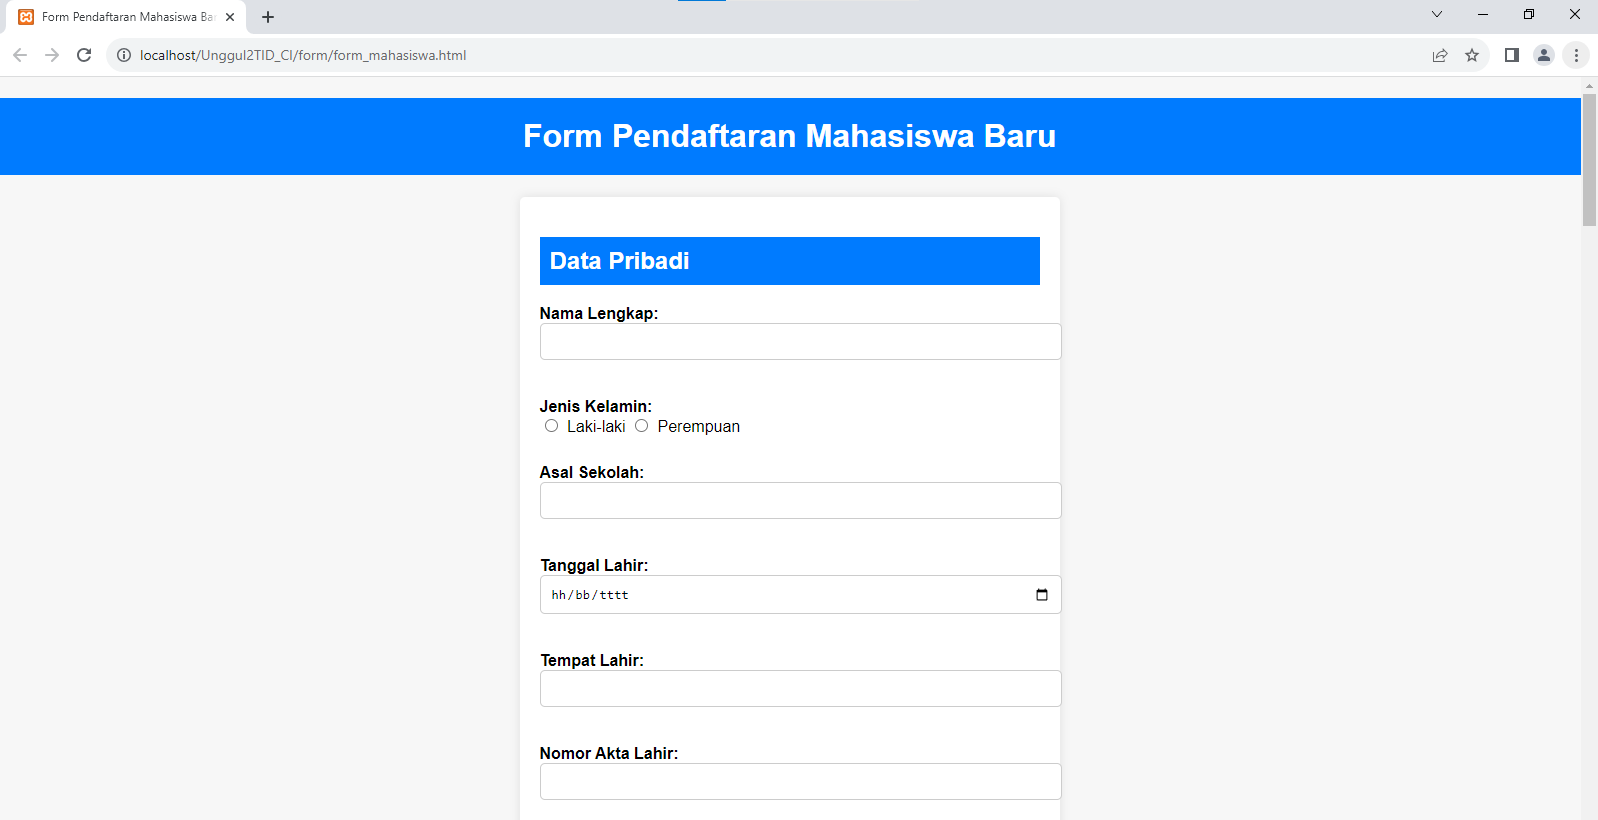 Form Pendaftaran Mahasiswa Ba
localhost/Unggul2TID_CI/form/form_mahasiswa.html
Form Pendaftaran Mahasiswa Baru
Data Pribadi
Nama Lengkap:
Jenis Kelamin:
Laki-laki Perempuan
Asal Sekolah:
Tanggal Lahir:
hh/bb/tttt
Tempat Lahir:
Nomor Akta Lahir: